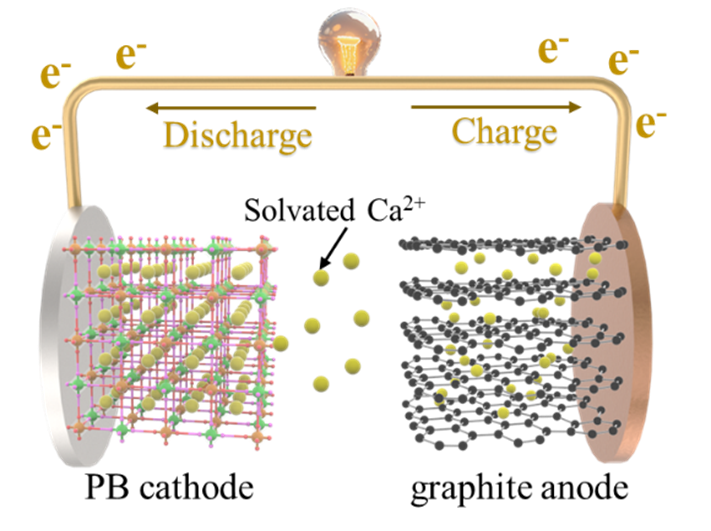 e⁻ e⁻
e⁻ e⁻
e⁻ e⁻
Discharge Charge
Solvated Ca²⁺
PB cathode graphite anode